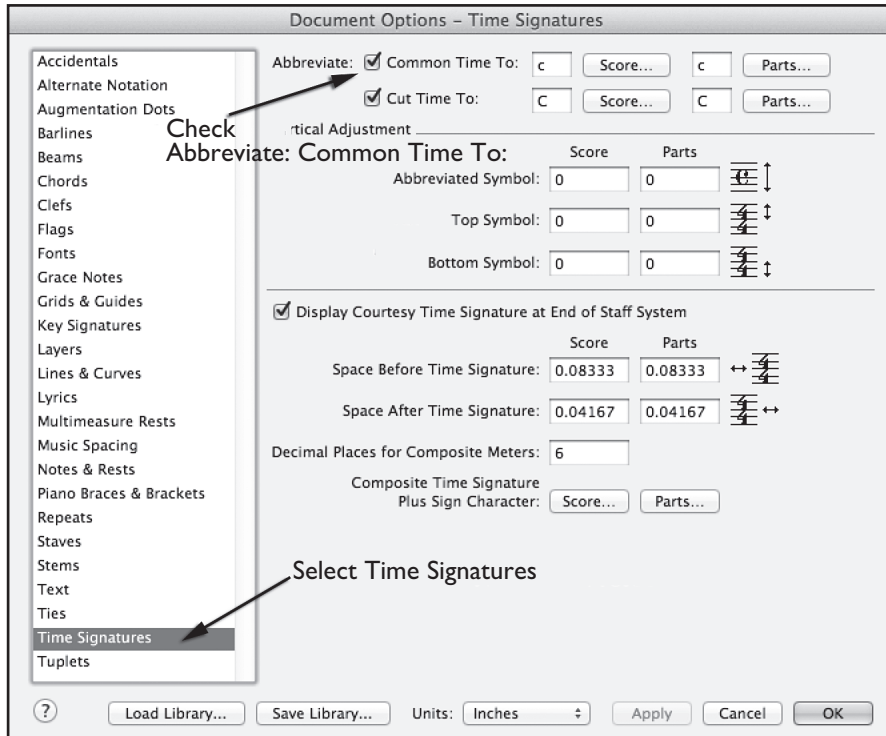 Document Options – Time Signatures
Accidentals
Alternate Notation
Augmentation Dots
Barlines
Beams
Chords
Clefs
Flags
Fonts
Grace Notes
Grids & Guides
Key Signatures
Layers
Lines & Curves
Lyrics
Multimeasure Rests
Music Spacing
Notes & Rests
Piano Braces & Brackets
Repeats
Staves
Stems
Text
Ties
Time Signatures
Tuplets
Abbreviate: Common Time To: c Score... c Parts...
Cut Time To: C Score... C Parts...
Check
Abbreviate: Common Time To:
rtical Adjustment
Score Parts
Abbreviated Symbol: 0 0
Top Symbol: 0 0
Bottom Symbol: 0 0
Display Courtesy Time Signature at End of Staff System
Score Parts
Space Before Time Signature: 0.08333 0.08333
Space After Time Signature: 0.04167 0.04167
Decimal Places for Composite Meters: 6
Composite Time Signature
Plus Sign Character: Score... Parts...
Select Time Signatures
? Load Library... Save Library... Units: Inches Apply Cancel OK